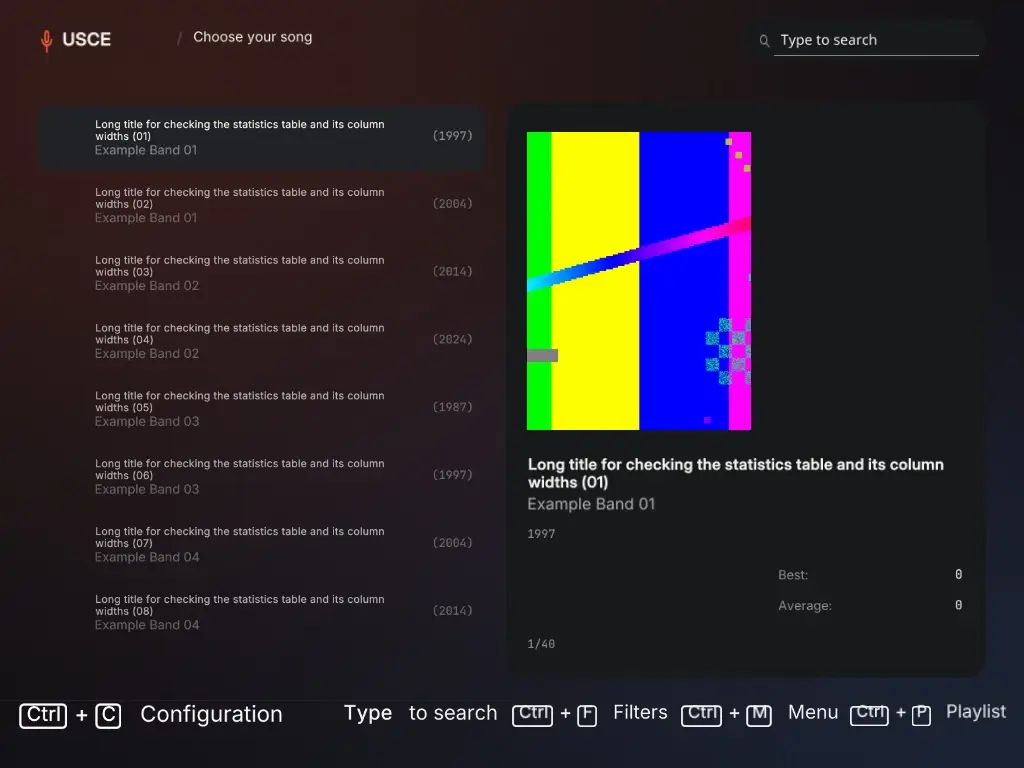 USCE / Choose your song
Type to search
Long title for checking the statistics table and its column
widths (01)
Example Band 01
(1997)
Long title for checking the statistics table and its column
widths (02)
Example Band 01
(2004)
Long title for checking the statistics table and its column
widths (03)
Example Band 02
(2014)
Long title for checking the statistics table and its column
widths (04)
Example Band 02
(2024)
Long title for checking the statistics table and its column
widths (05)
Example Band 03
(1987)
Long title for checking the statistics table and its column
widths (06)
Example Band 03
(1997)
Long title for checking the statistics table and its column
widths (07)
Example Band 04
(2004)
Long title for checking the statistics table and its column
widths (08)
Example Band 04
(2014)
Long title for checking the statistics table and its column
widths (01)
Example Band 01
1997
Best: 0
Average: 0
1/40
Ctrl + C Configuration Type to search Ctrl + F Filters Ctrl + M Menu Ctrl + P Playlist